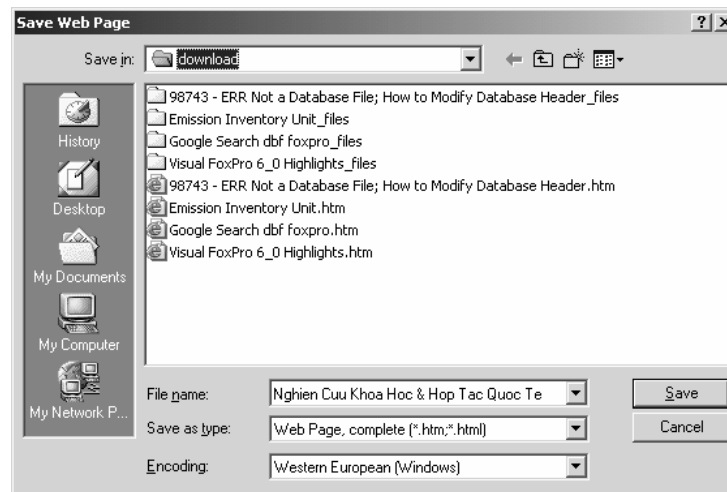 Save Web Page
Save in: download
History
Desktop
My Documents
My Computer
My Network P...
98743 - ERR Not a Database File; How to Modify Database Header_files
Emission Inventory Unit_files
Google Search dbf foxpro_files
Visual FoxPro 6_0 Highlights_files
98743 - ERR Not a Database File; How to Modify Database Header.htm
Emission Inventory Unit.htm
Google Search dbf foxpro.htm
Visual FoxPro 6_0 Highlights.htm
File name: Nghien Cuu Khoa Hoc & Hop Tac Quoc Te Save
Save as type: Web Page, complete (*.htm;*.html) Cancel
Encoding: Western European (Windows)